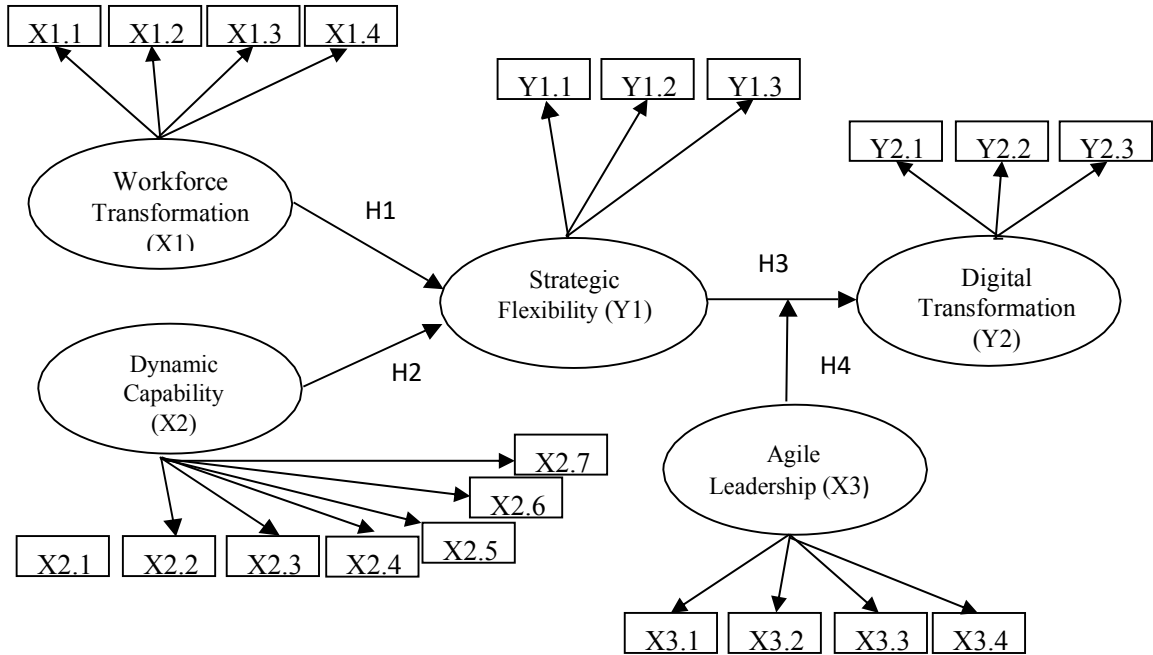 X1.1 X1.2 X1.3 X1.4
Y1.1 Y1.2 Y1.3
Y2.1 Y2.2 Y2.3
Workforce
Transformation
(X1)
H1
Strategic
Flexibility (Y1)
H3
Digital
Transformation
(Y2)
Dynamic
Capability
(X2)
H2
H4
Agile
Leadership (X3)
X2.7
X2.6
X2.5
X2.1 X2.2 X2.3 X2.4
X3.1 X3.2 X3.3 X3.4